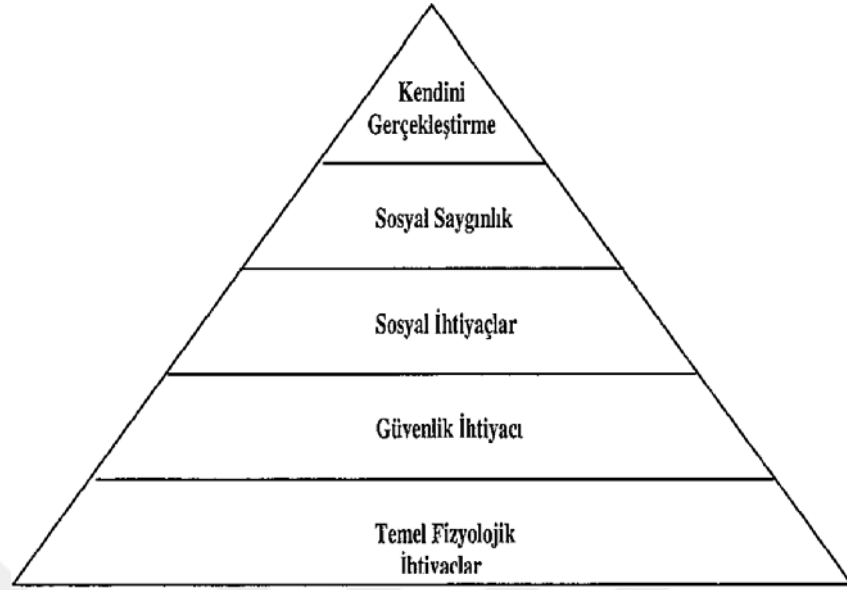 Kendini
Gerçekleştirme
Sosyal Saygınlık
Sosyal İhtiyaçlar
Güvenlik İhtiyacı
Temel Fizyolojik
İhtiyaçlar